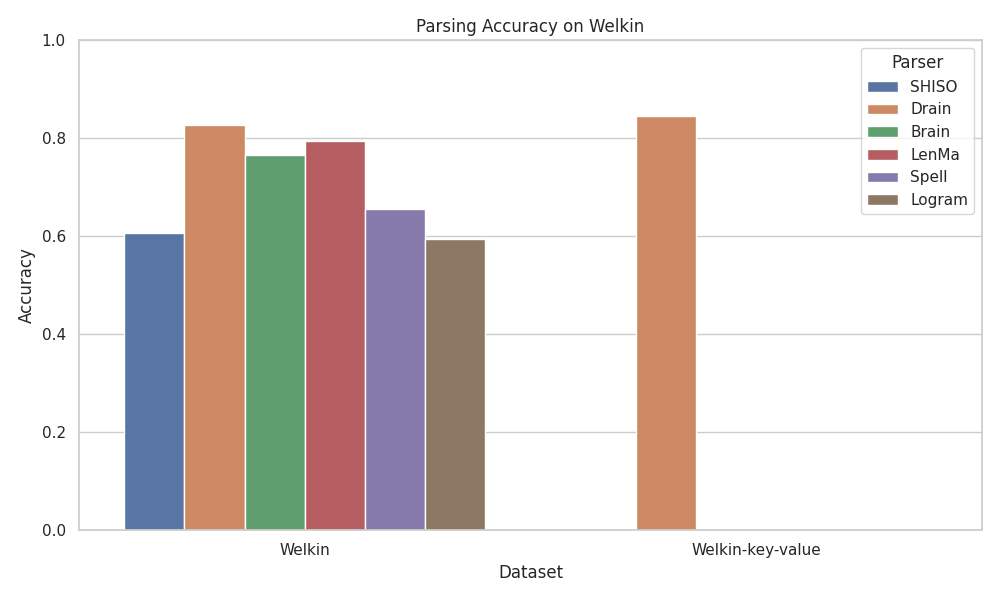 Parsing Accuracy on Welkin
1.0
0.8
0.6
0.4
0.2
0.0
Accuracy
Welkin
Welkin-key-value
Dataset
Parser
SHISO
Drain
Brain
LenMa
Spell
Logram